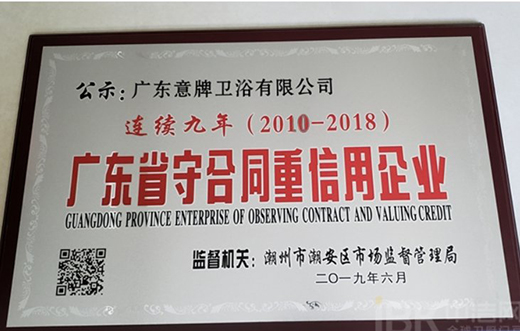 公示:广东意牌卫浴有限公司
连续九年(2010-2018)
广东省守合同重信用企业
GUANGDONG PROVINCE ENTERPRISE OF OBSERVING CONTRACT AND VALUING CREDIT
监督机关:潮州市潮安区市场监督管理局
二〇一九年六月